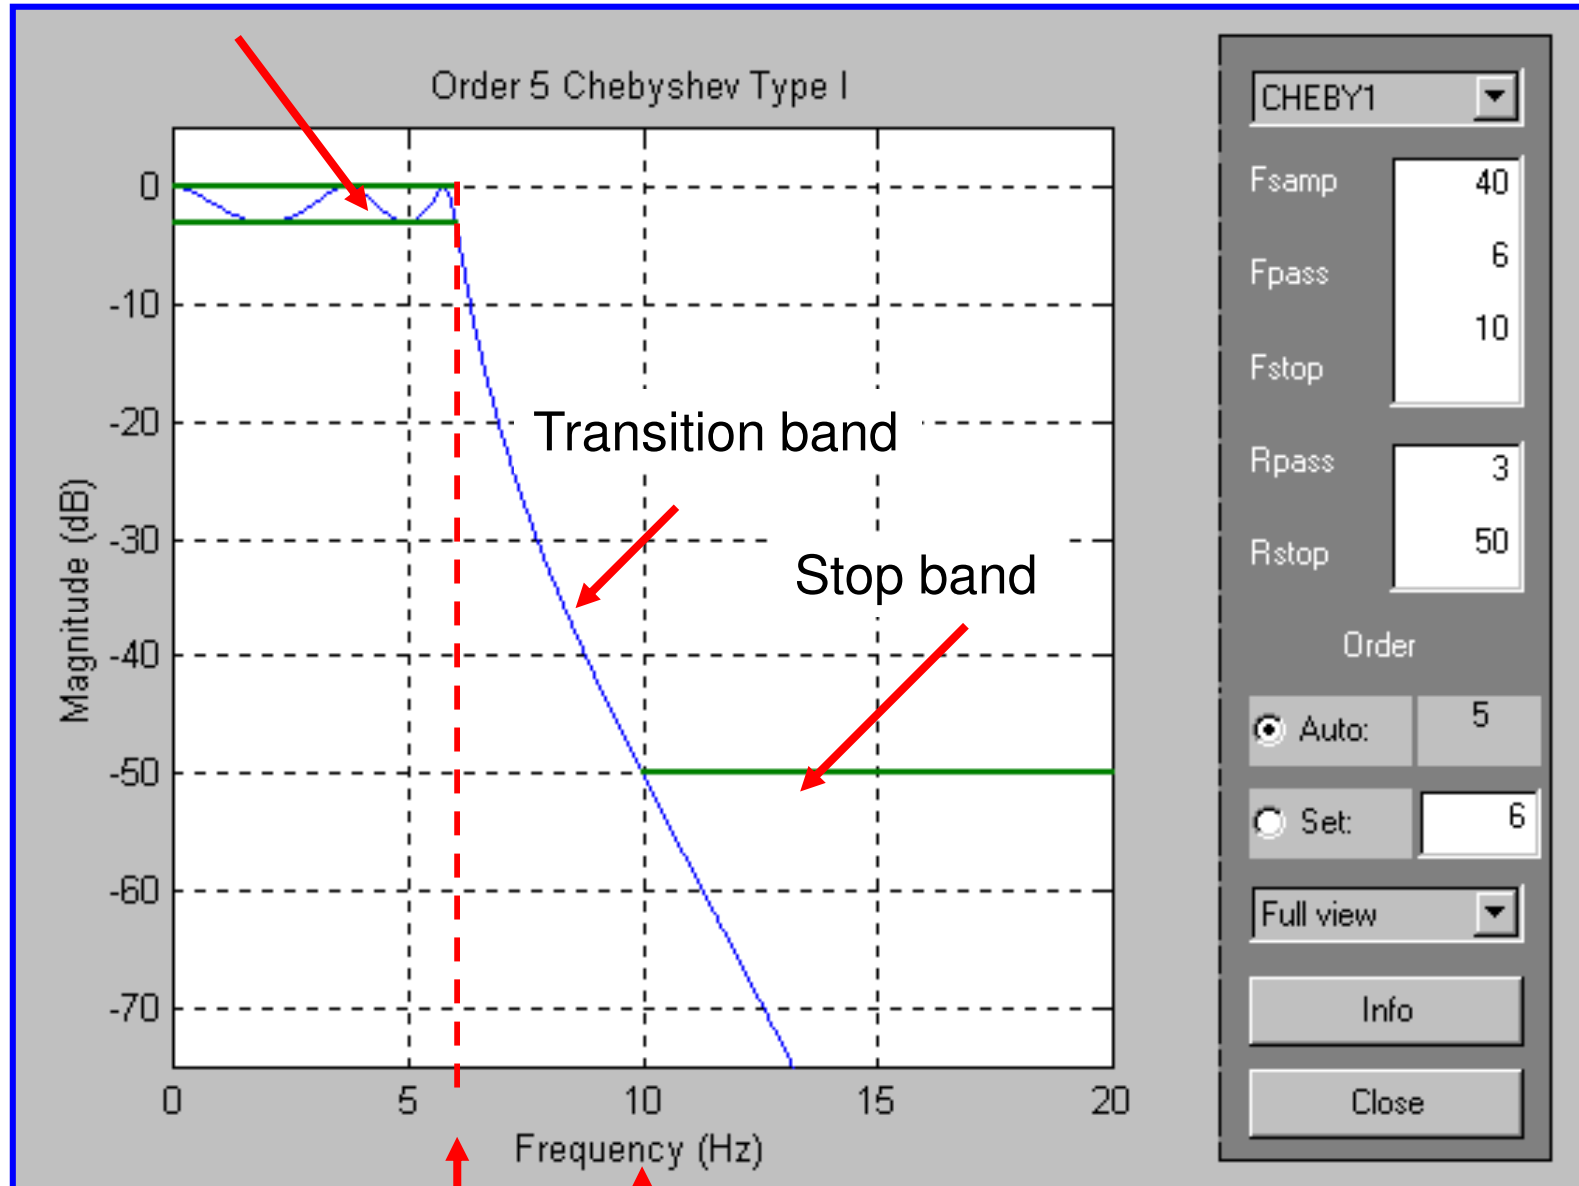 Order 5 Chebyshev Type I
0
-10
-20
-30
-40
-50
-60
-70
Magnitude (dB)
0 5 10 15 20
Frequency (Hz)
Transition band
Stop band
CHEBY1
Fsamp 40
Fpass 6
Fstop 10
Rpass 3
Rstop 50
Order
Auto: 5
Set: 6
Full view
Info
Close